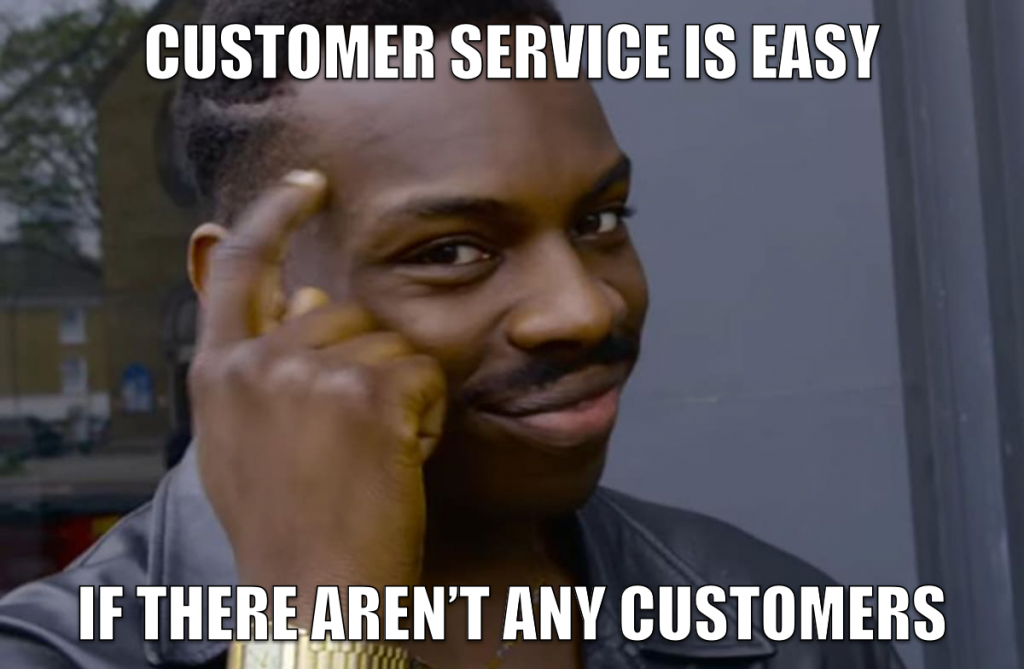 CUSTOMER SERVICE IS EASY
IF THERE AREN’T ANY CUSTOMERS